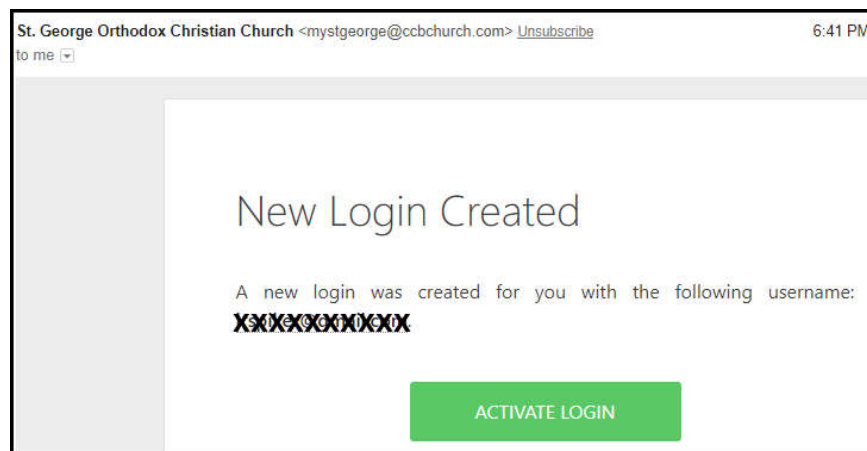 St. George Orthodox Christian Church <mystgeorge@ccbchurch.com> Unsubscribe 6:41 PM
to me
New Login Created
A new login was created for you with the following username:
XXXXXXXXXX.
ACTIVATE LOGIN